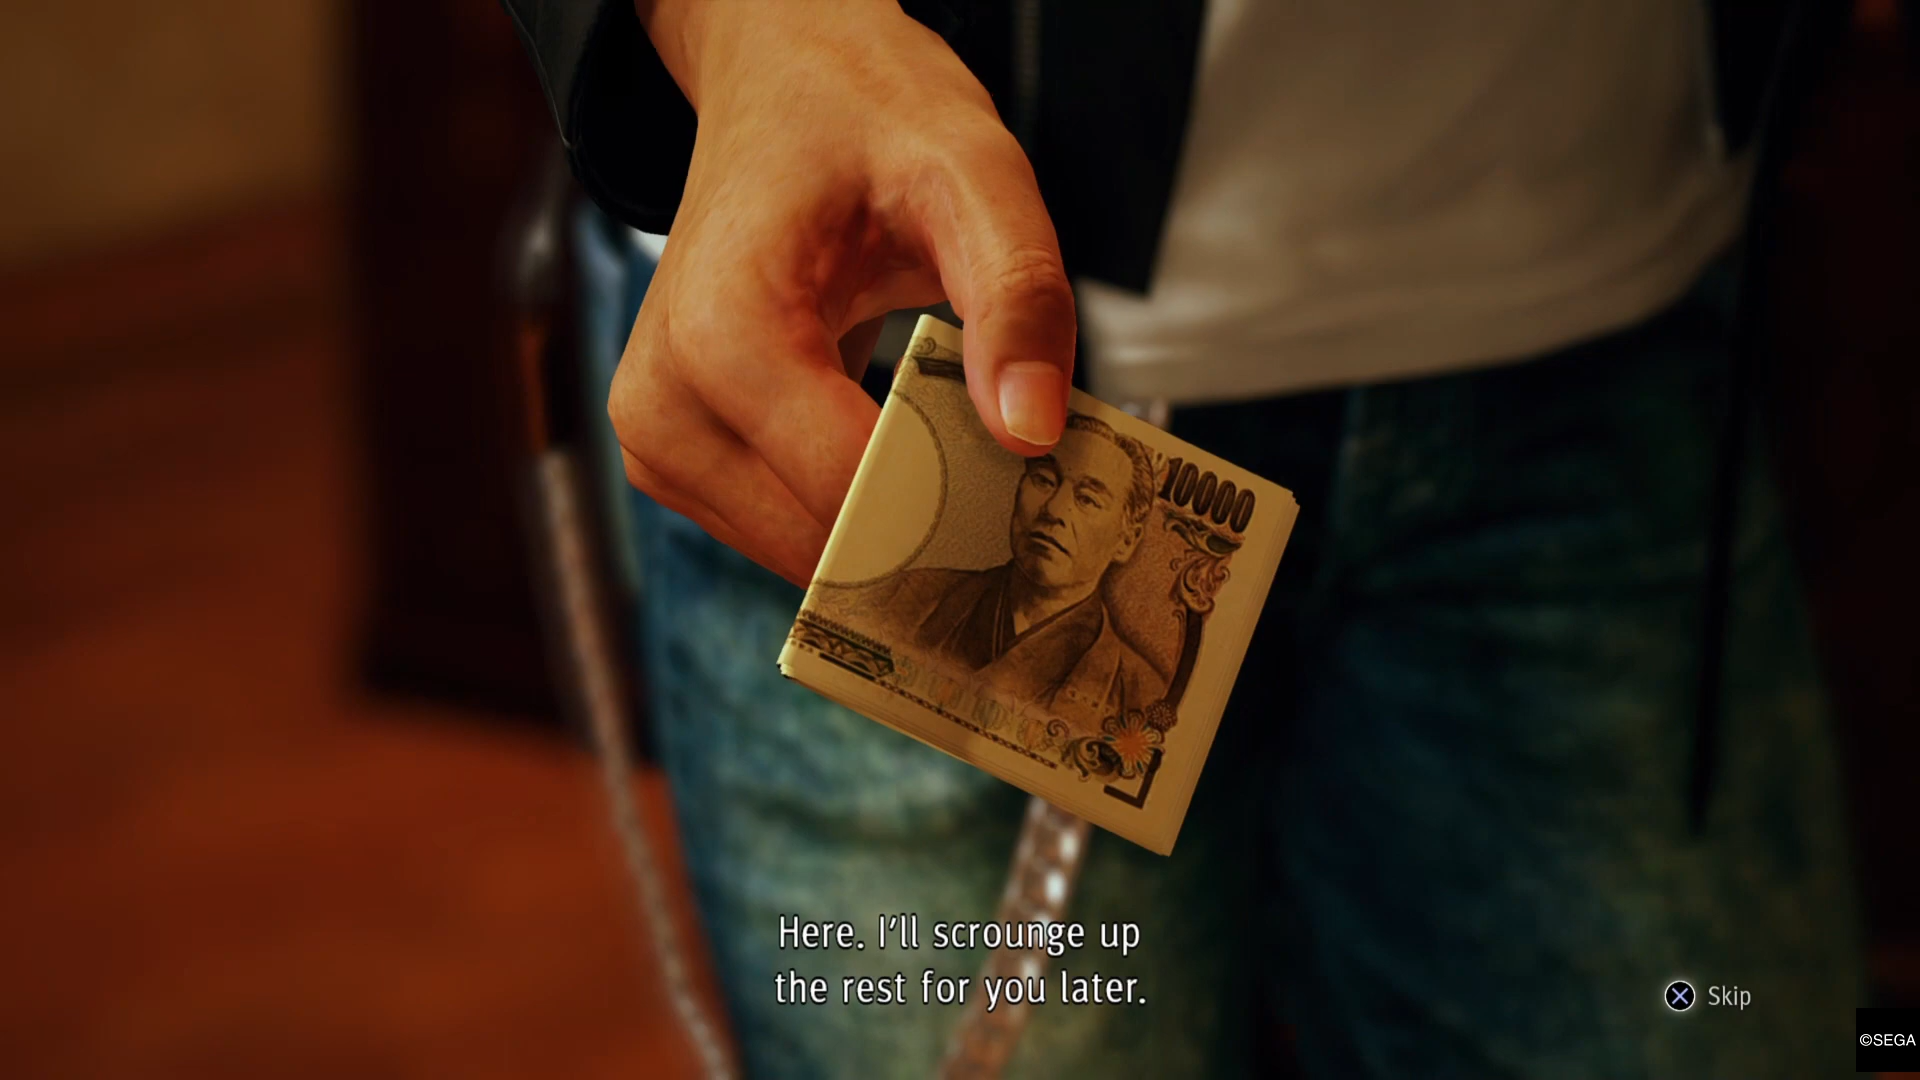 10000
Here. I'll scrounge up
the rest for you later.
Skip
©SEGA